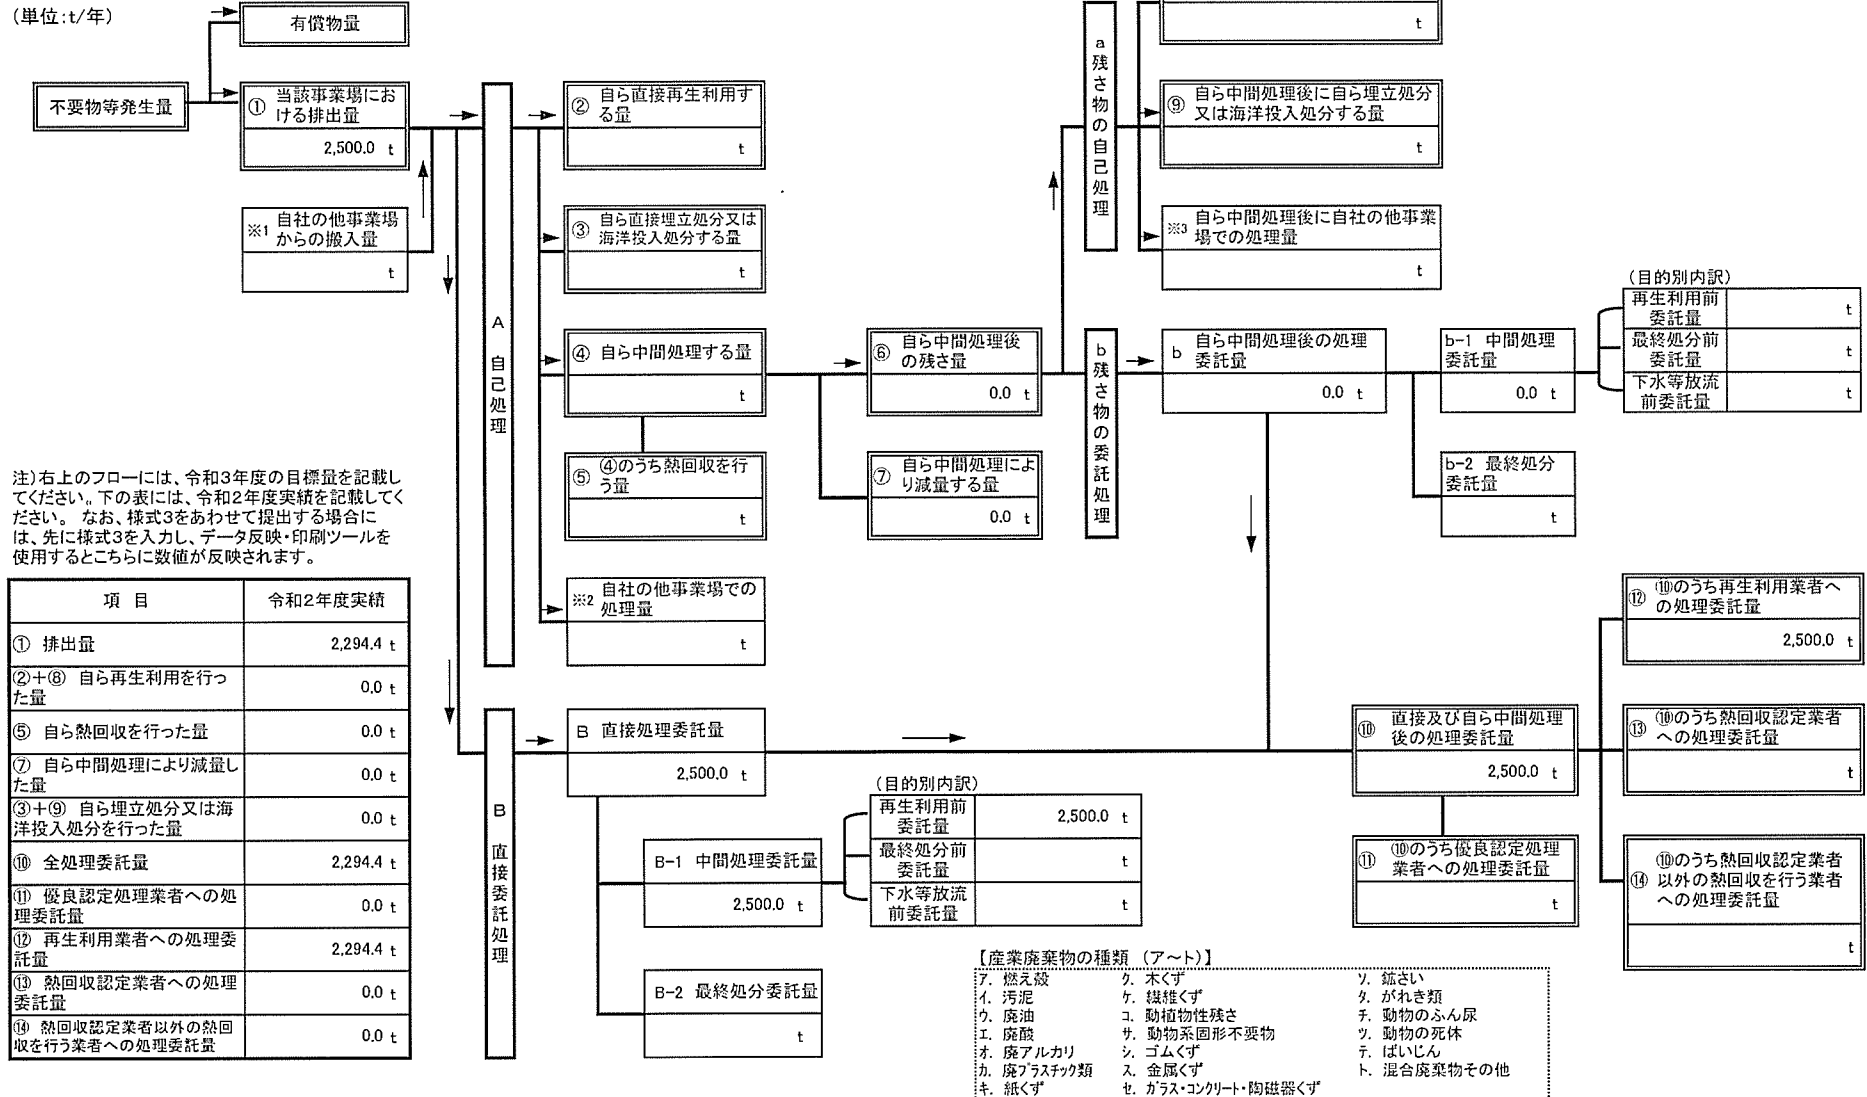 (単位:t/年)
有償物量
不要物等発生量
① 当該事業場にお
ける排出量
2,500.0 t
※1 自社の他事業場
からの搬入量
t
A 自己処理
② 自ら直接再生利用す
る量
t
③ 自ら直接埋立処分又は
海洋投入処分する量
t
④ 自ら中間処理する量
t
⑤ ④のうち熱回収を行
う量
t
※2 自社の他事業場での
処理量
t
⑥ 自ら中間処理後
の残さ量
0.0 t
⑦ 自ら中間処理によ
り減量する量
0.0 t
a 残さ物の自己処理
t
⑨ 自ら中間処理後に自ら埋立処分
又は海洋投入処分する量
t
※3 自ら中間処理後に自社の他事業
場での処理量
t
b 残さ物の委託処理
b 自ら中間処理後の処理
委託量
0.0 t
b-1 中間処理
委託量
0.0 t
(目的別内訳)
再生利用前
委託量 t
最終処分前
委託量 t
下水等放流
前委託量 t
b-2 最終処分
委託量
t
注)右上のフローには、令和3年度の目標量を記載し
てください。下の表には、令和2年度実績を記載してく
ださい。 なお、様式3をあわせて提出する場合に
は、先に様式3を入力し、データ反映・印刷ツールを
使用するとこちらに数値が反映されます。
項 目 令和2年度実績
① 排出量 2,294.4 t
②+⑧ 自ら再生利用を行っ
た量 0.0 t
⑤ 自ら熱回収を行った量 0.0 t
⑦ 自ら中間処理により減量し
た量 0.0 t
③+⑨ 自ら埋立処分又は海
洋投入処分を行った量 0.0 t
⑩ 全処理委託量 2,294.4 t
⑪ 優良認定処理業者への処
理委託量 0.0 t
⑫ 再生利用業者への処理委
託量 2,294.4 t
⑬ 熱回収認定業者への処理
委託量 0.0 t
⑭ 熱回収認定業者以外の熱回
収を行う業者への処理委託量 0.0 t
B 直接委託処理
B 直接処理委託量
2,500.0 t
B-1 中間処理委託量
2,500.0 t
(目的別内訳)
再生利用前
委託量 2,500.0 t
最終処分前
委託量 t
下水等放流
前委託量 t
B-2 最終処分委託量
t
⑩ 直接及び自ら中間処理
後の処理委託量
2,500.0 t
⑪ ⑩のうち優良認定処理
業者への処理委託量
t
⑫ ⑩のうち再生利用業者へ
の処理委託量
2,500.0 t
⑬ ⑩のうち熱回収認定業者
への処理委託量
t
⑭ ⑩のうち熱回収認定業者
以外の熱回収を行う業者
への処理委託量
t
【産業廃棄物の種類 (ア~ト)】
ア. 燃え殻
イ. 汚泥
ウ. 廃油
エ. 廃酸
オ. 廃アルカリ
カ. 廃プラスチック類
キ. 紙くず
ク. 木くず
ケ. 繊維くず
コ. 動植物性残さ
サ. 動物系固形不要物
シ. ゴムくず
ス. 金属くず
セ. ガラス・コンクリート・陶磁器くず
ソ. 鉱さい
タ. がれき類
チ. 動物のふん尿
ツ. 動物の死体
テ. ばいじん
ト. 混合廃棄物その他